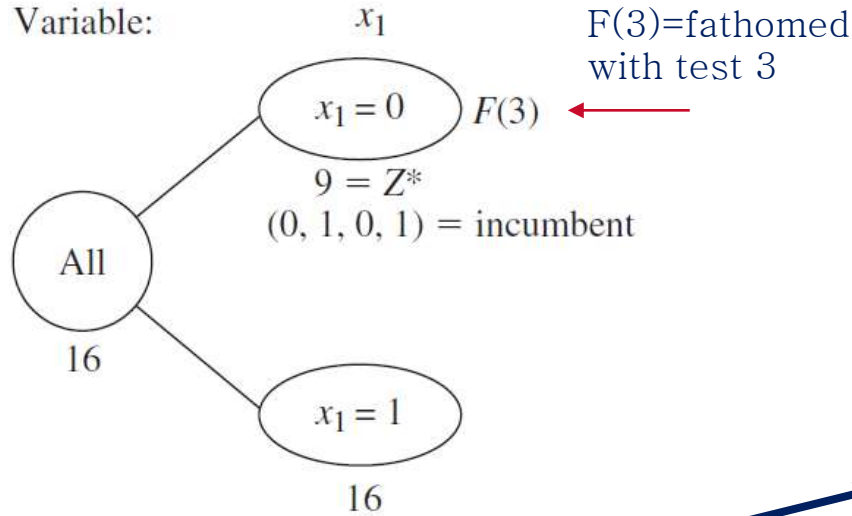 Variable:
x₁
F(3)=fathomed
with test 3
x₁ = 0
F(3)
9 = Z*
(0, 1, 0, 1) = incumbent
All
16
x₁ = 1
16